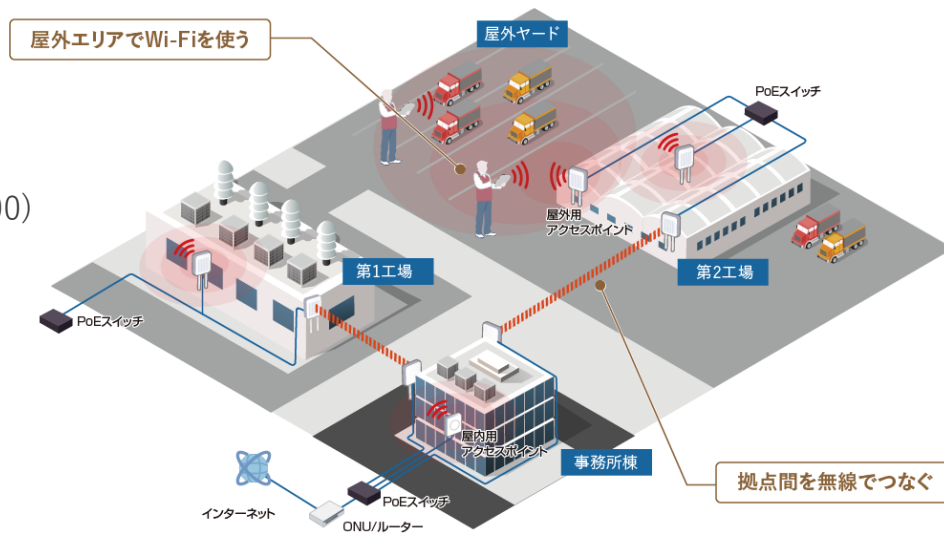 屋外エリアでWi-Fiを使う
屋外ヤード
PoEスイッチ
00)
屋外用
アクセスポイント
第1工場
第2工場
PoEスイッチ
屋内用
アクセスポイント
事務所棟
拠点間を無線でつなぐ
PoEスイッチ
インターネット
ONU/ルーター